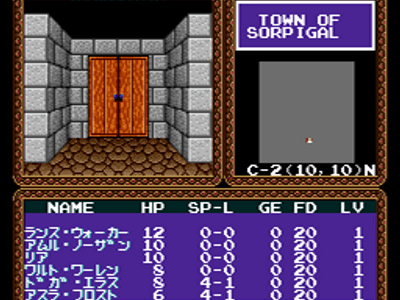 TOWN OF
SORPIGAL
C-2(10,10)N
NAME HP SP-L GE FD LV
ランス・ウォーカー 12 0-0 0 20 1
アムル・ノーザン 10 0-0 0 20 1
リア 10 0-0 0 20 1
ワルト・ワーレン 8 0-0 0 20 1
ドガ・エラス 8 4-1 0 20 1
アスラ・フロスト 6 4-1 0 20 1